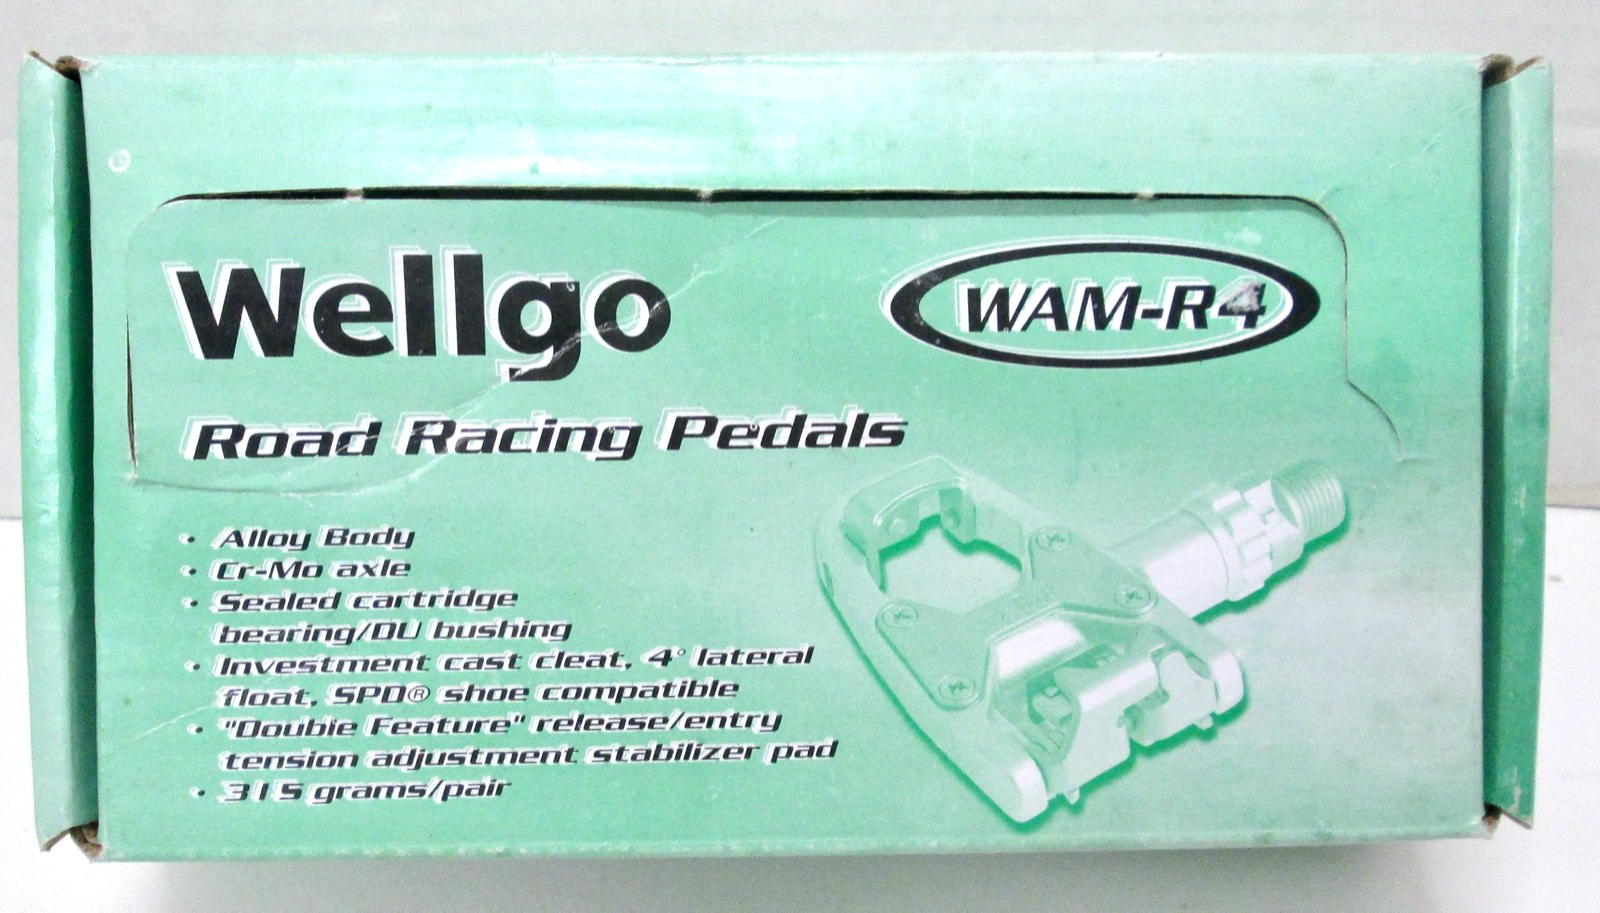 Wellgo
WAM-R4
Road Racing Pedals
• Alloy Body
• Cr-Mo axle
• Sealed cartridge
bearing/DU bushing
• Investment cast cleat, 4° lateral
float, SPD® shoe compatible
• "Double Feature" release/entry
tension adjustment stabilizer pad
• 315 grams/pair